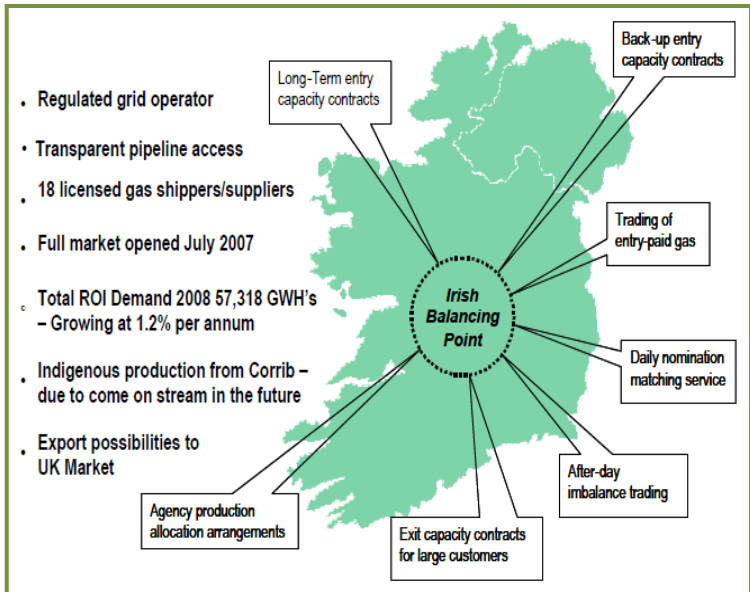 Regulated grid operator
Transparent pipeline access
18 licensed gas shippers/suppliers
Full market opened July 2007
Total ROI Demand 2008 57,318 GWH's
– Growing at 1.2% per annum
Indigenous production from Corrib –
due to come on stream in the future
Export possibilities to
UK Market
Long-Term entry
capacity contracts
Back-up entry
capacity contracts
Trading of
entry-paid gas
Irish
Balancing
Point
Daily nomination
matching service
After-day
imbalance trading
Exit capacity contracts
for large customers
Agency production
allocation arrangements